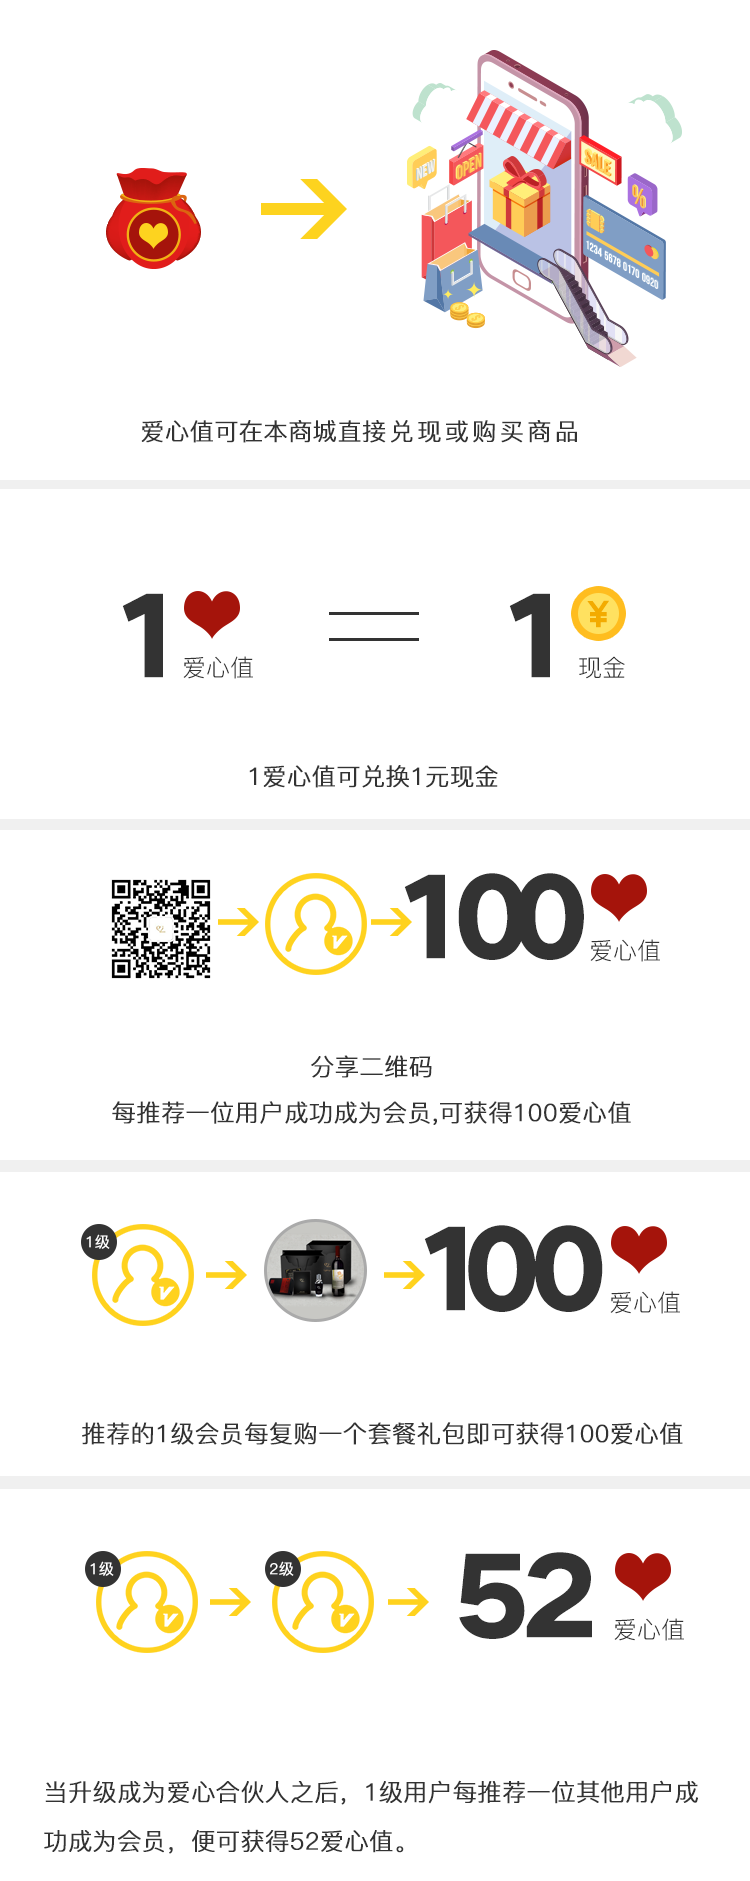 NEW
OPEN
SALE
%
1234 5678 0170 0920
爱心值可在本商城直接兑现或购买商品
1
爱心值
1
¥
现金
1爱心值可兑换1元现金
V
100
爱心值
分享二维码
每推荐一位用户成功成为会员,可获得100爱心值
1级
V
100
爱心值
推荐的1级会员每复购一个套餐礼包即可获得100爱心值
1级
V
2级
V
52
爱心值
当升级成为爱心合伙人之后，1级用户每推荐一位其他用户成
功成为会员，便可获得52爱心值。